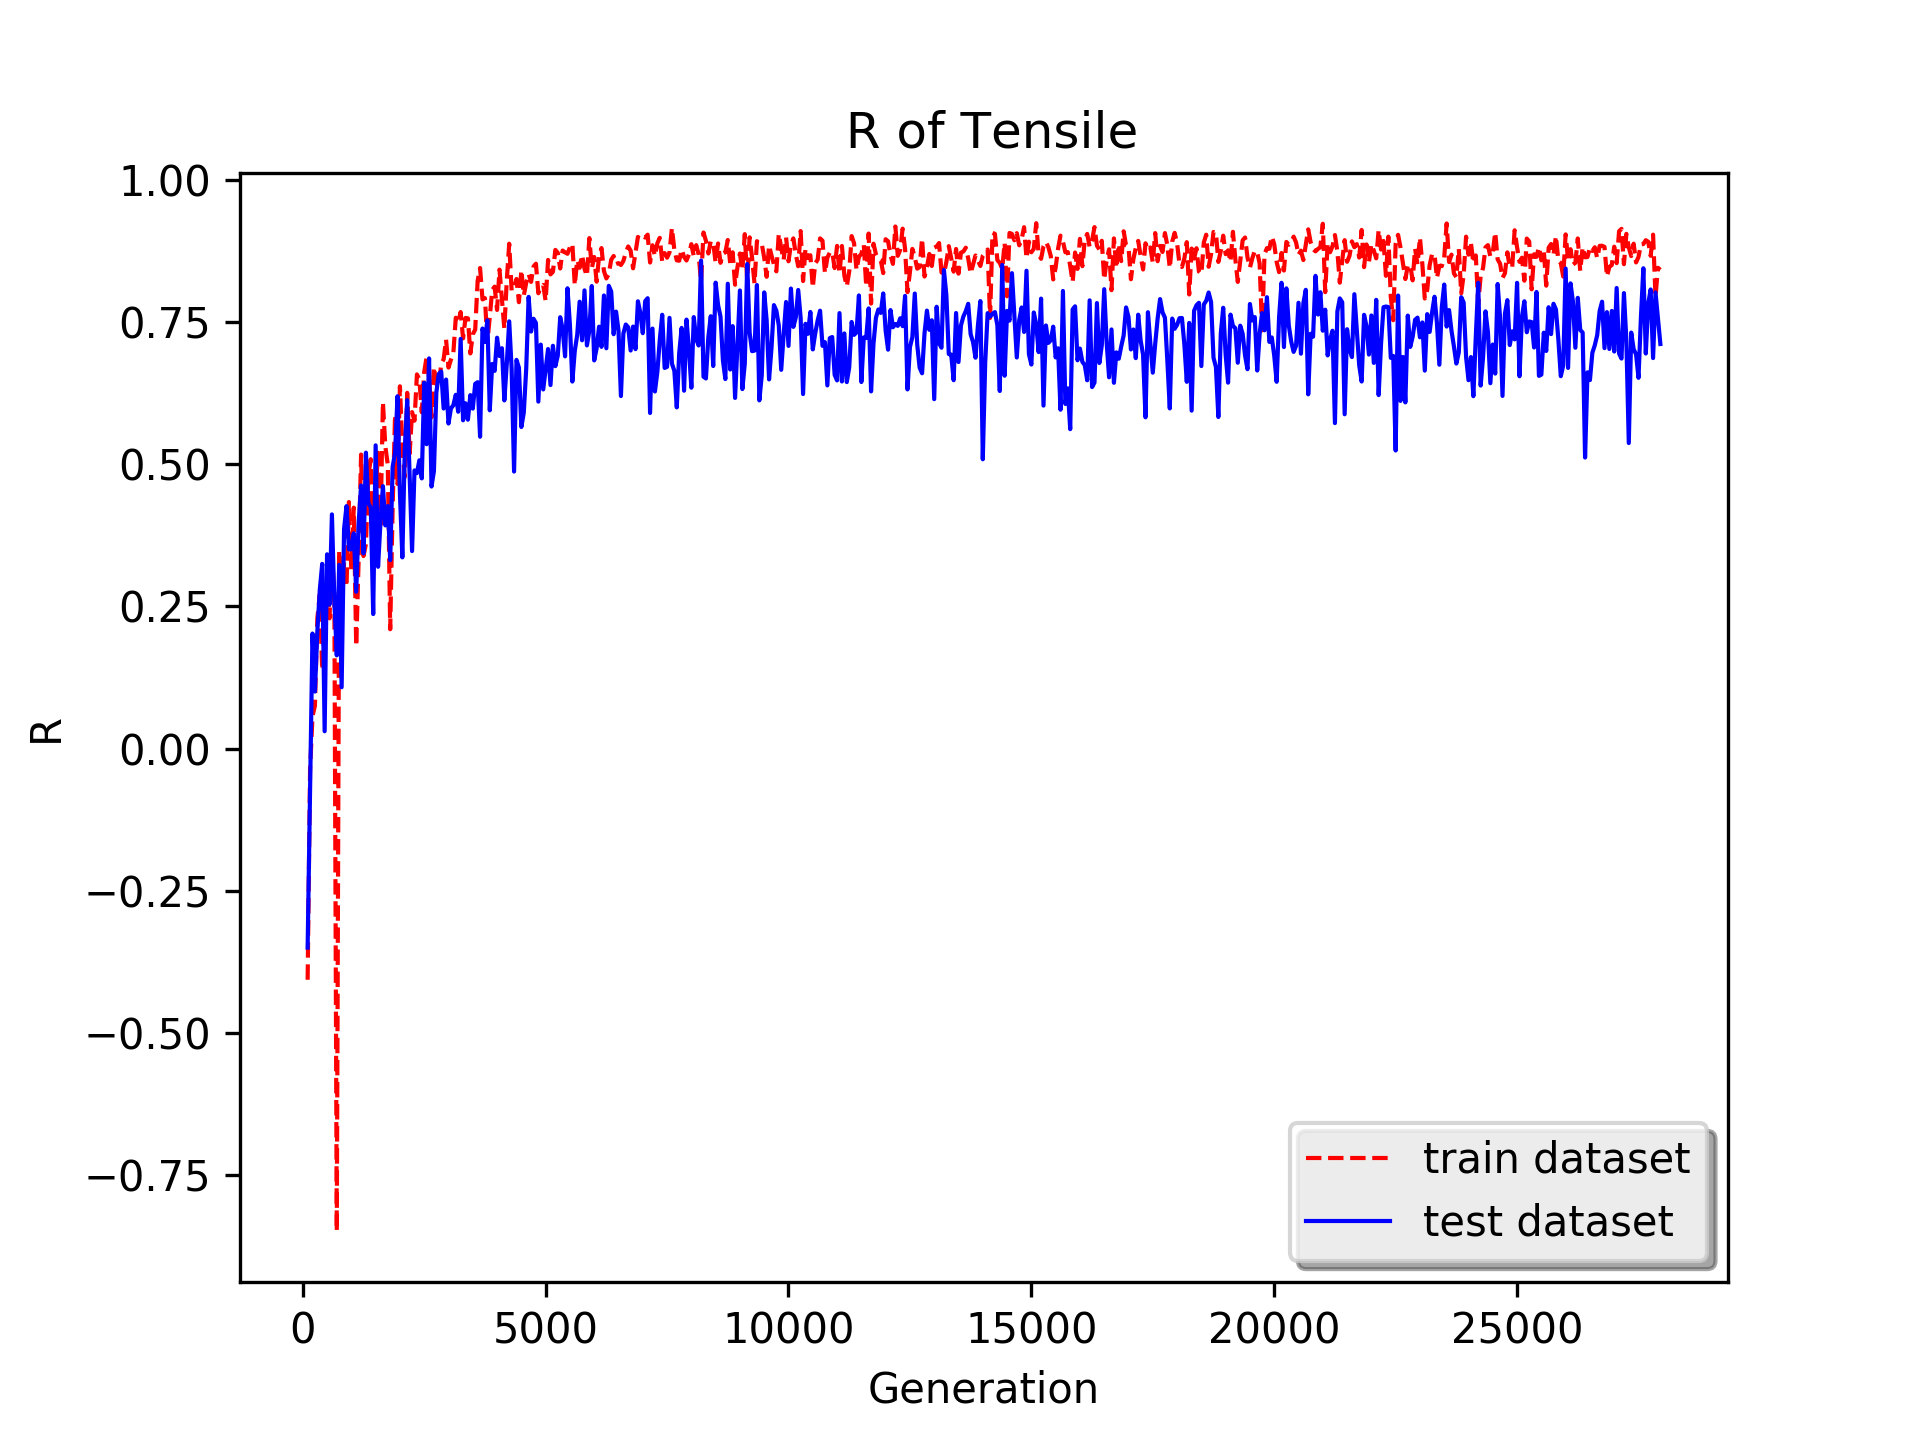 R of Tensile
1.00
0.75
0.50
0.25
0.00
−0.25
−0.50
−0.75
R
train dataset
test dataset
0 5000 10000 15000 20000 25000
Generation